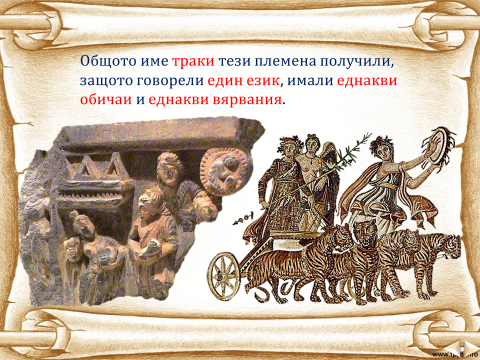 Общото име траки тези племена получили,
защото говорели един език, имали еднакви
обичаи и еднакви вярвания.